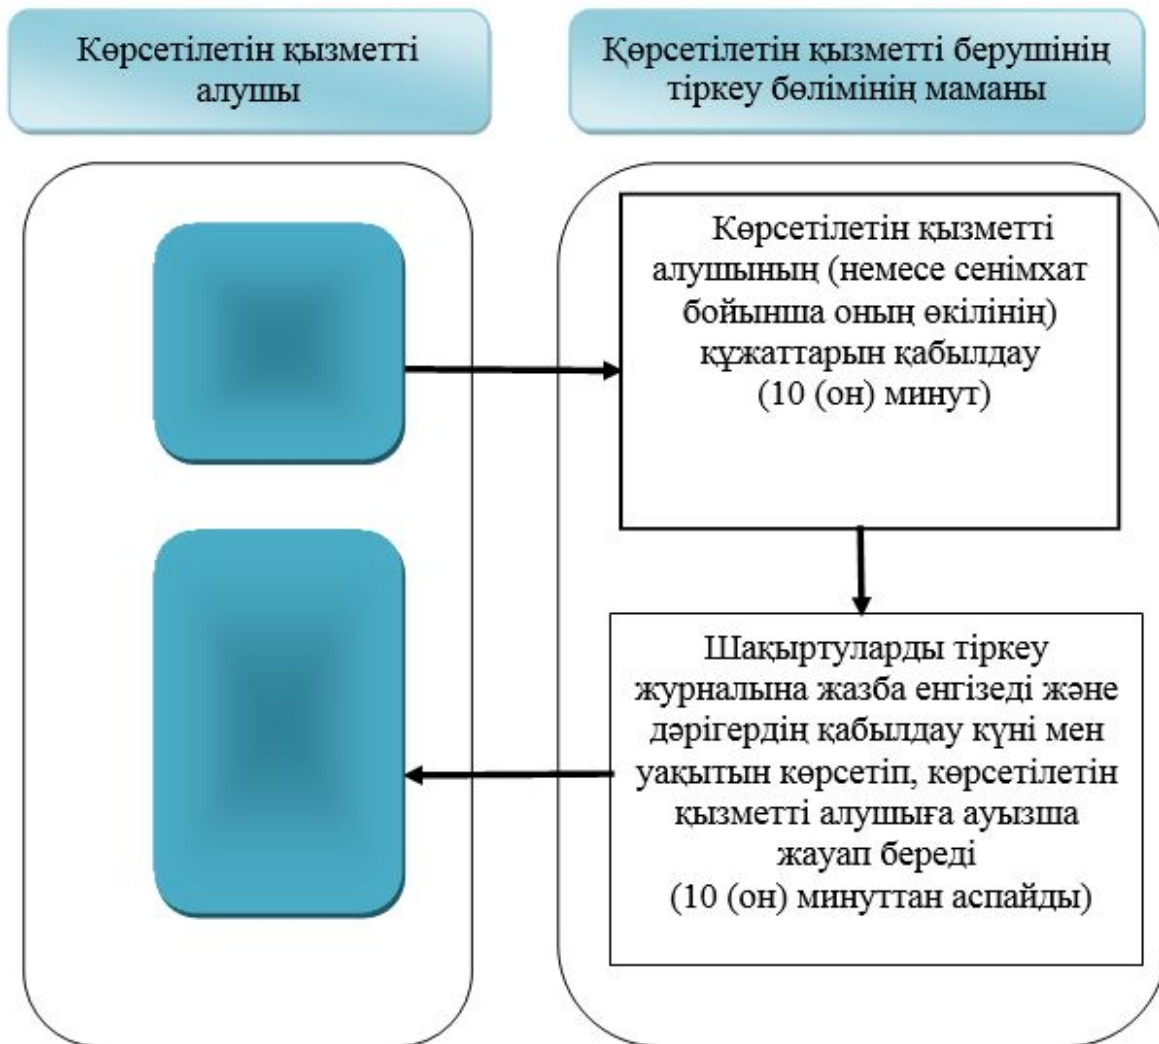 Көрсетілетін қызметті
алушы
Қөрсетілетін қызметті берушінің
тіркеу бөлімінің маманы
Көрсетілетін қызметті
алушының (немесе сенімхат
бойынша оның өкілінің)
құжаттарын қабылдау
(10 (он) минут)
Шақыртуларды тіркеу
журналына жазба енгізеді және
дәрігердің қабылдау күні мен
уақытын көрсетіп, көрсетілетін
қызметті алушыға ауызша
жауап береді
(10 (он) минуттан аспайды)